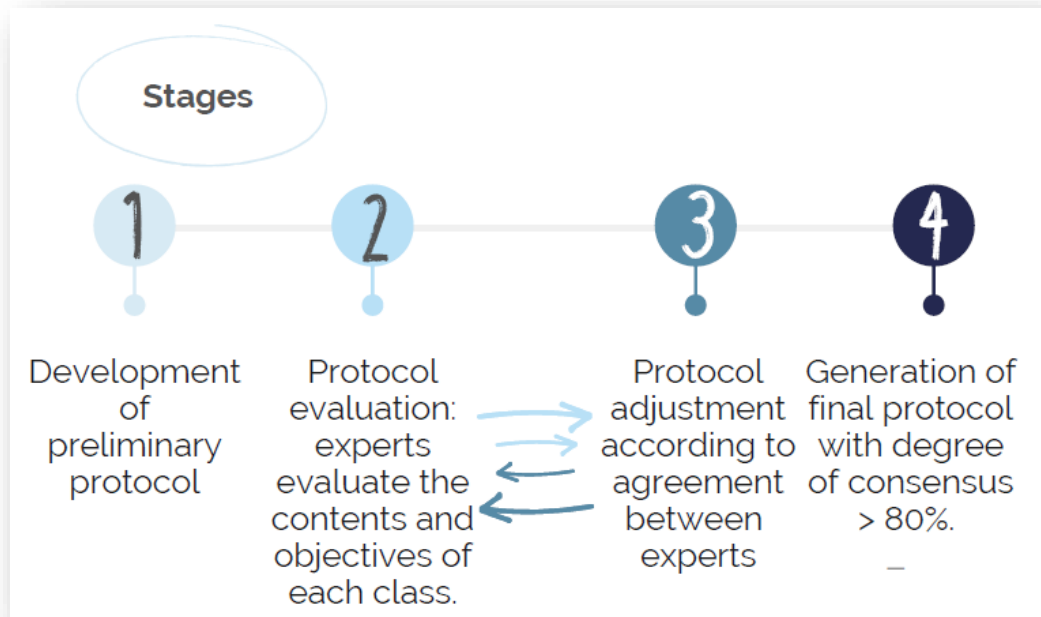 Stages
1
2
3
4
Development
of
preliminary
protocol
Protocol
evaluation:
experts
evaluate the
contents and
objectives of
each class.
Protocol
adjustment
according to
agreement
between
experts
Generation of
final protocol
with degree
of consensus
> 80%.
_